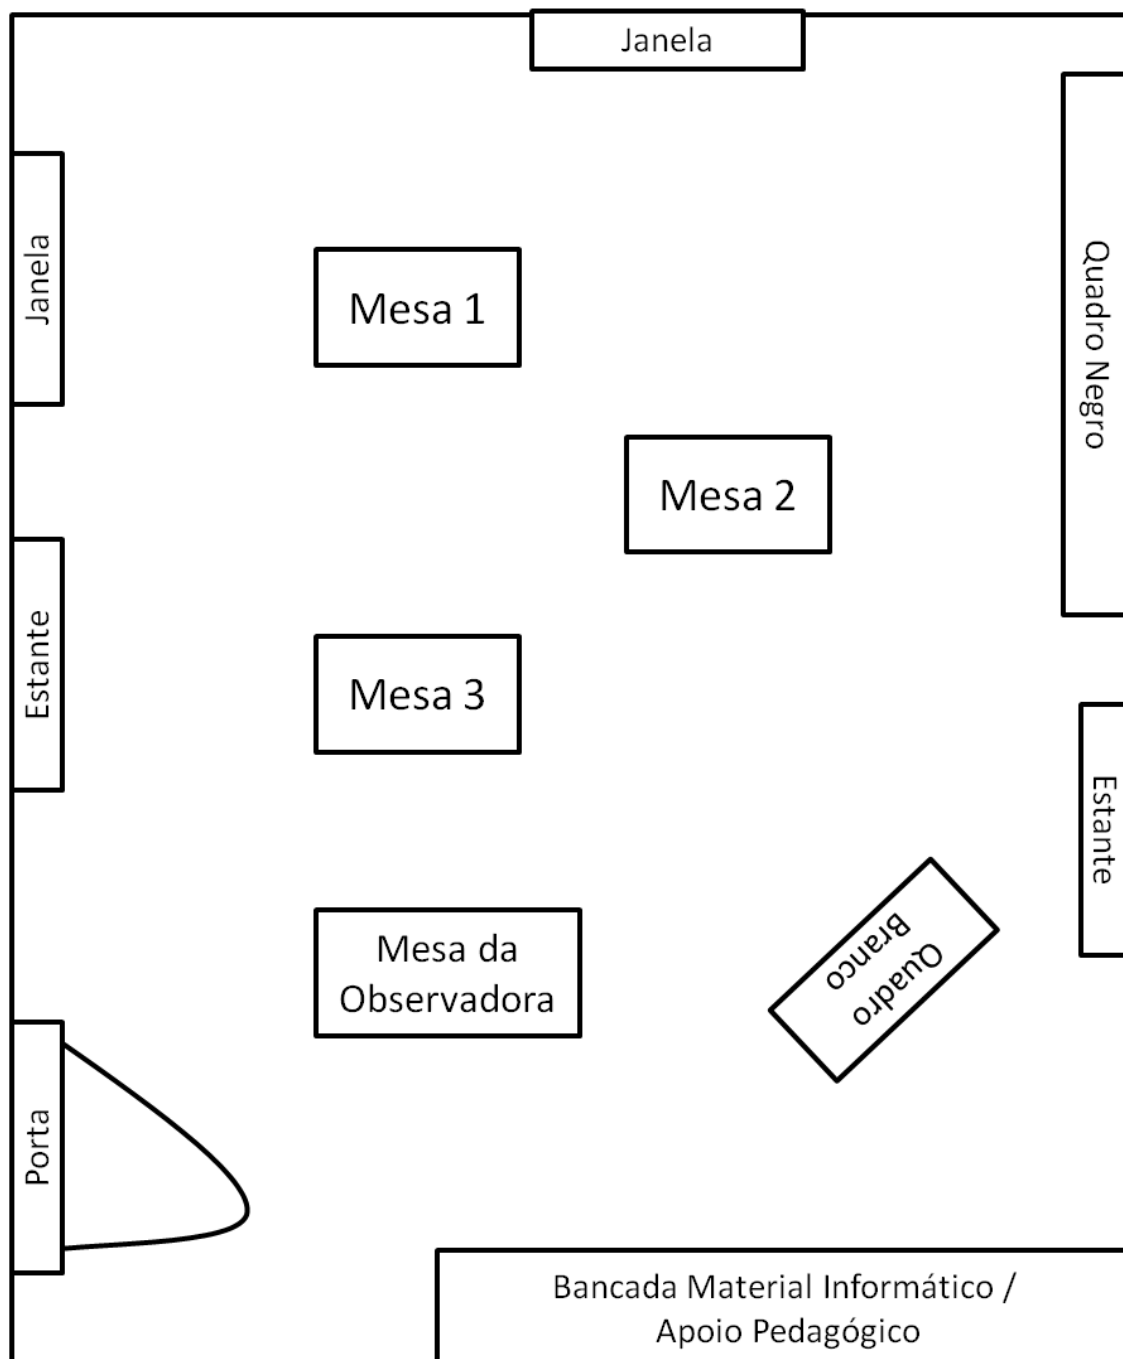 Janela
Janela
Mesa 1
Quadro Negro
Mesa 2
Estante
Mesa 3
Estante
Mesa da
Observadora
Quadro
Branco
Porta
Bancada Material Informático /
Apoio Pedagógico